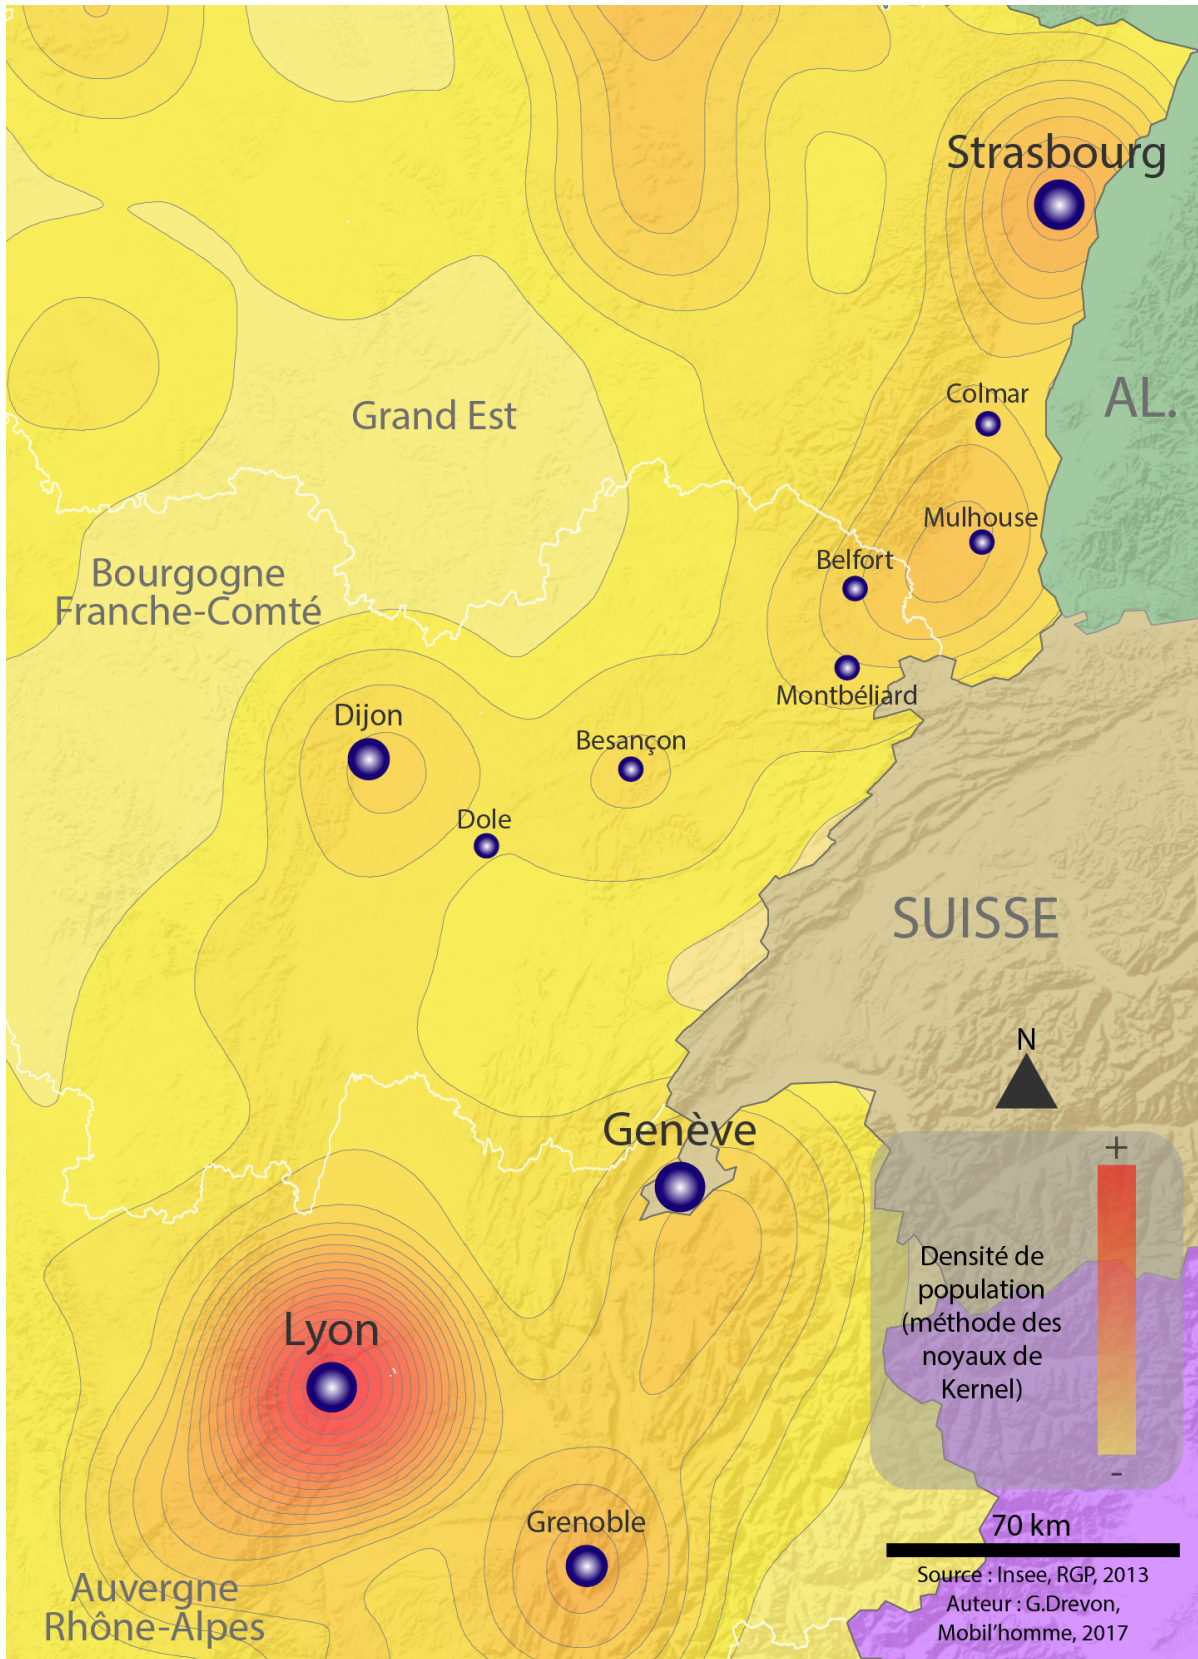 Strasbourg
Colmar
AL.
Grand Est
Mulhouse
Belfort
Bourgogne
Franche-Comté
Montbéliard
Dijon
Besançon
Dole
SUISSE
N
Genève
+
Densité de
population
(méthode des
noyaux de
Kernel)
-
Lyon
Grenoble
70 km
Source : Insee, RGP, 2013
Auteur : G.Drevon,
Mobil'homme, 2017
Auvergne
Rhône-Alpes